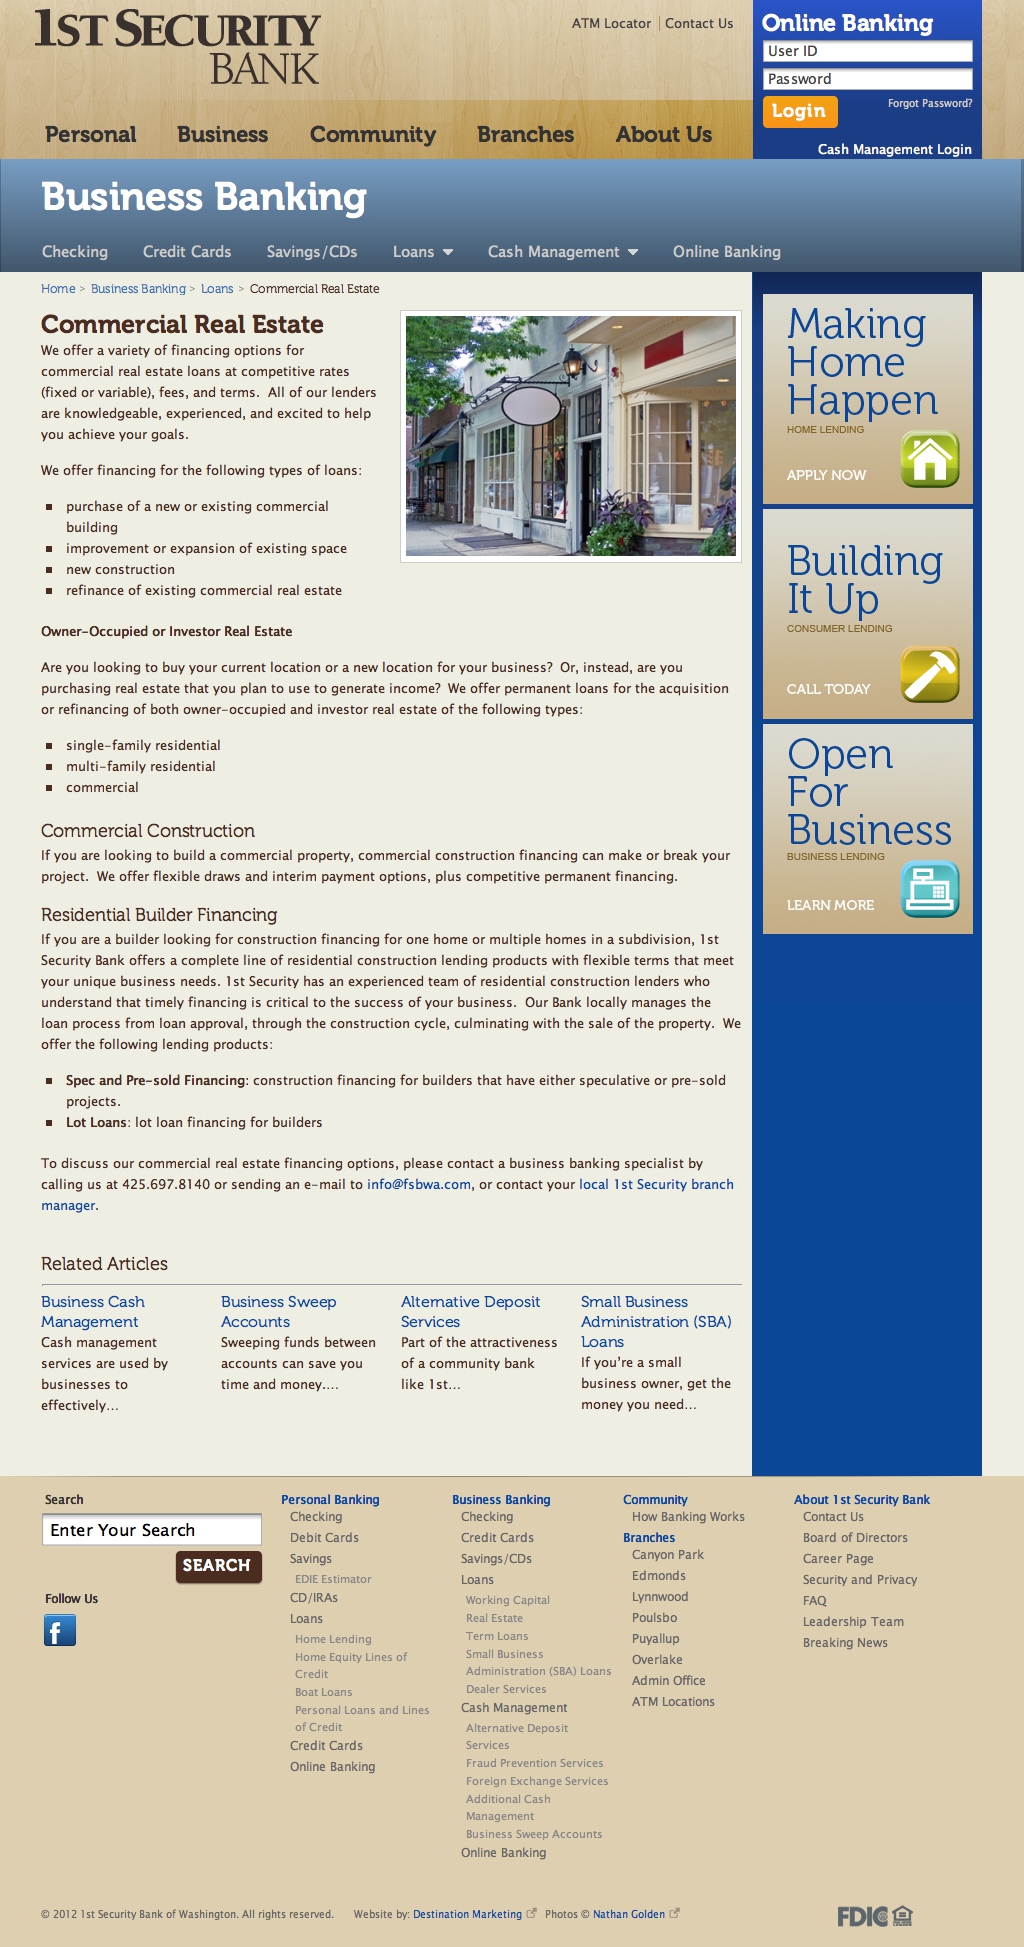 1ST SECURITY
BANK
ATM Locator
Contact Us
Online Banking
User ID
Password
Login
Forgot Password?
Cash Management Login
Personal
Business
Community
Branches
About Us
Business Banking
Checking
Credit Cards
Savings/CDs
Loans
Cash Management
Online Banking
Home > Business Banking > Loans > Commercial Real Estate
Commercial Real Estate
We offer a variety of financing options for
commercial real estate loans at competitive rates
(fixed or variable), fees, and terms. All of our lenders
are knowledgeable, experienced, and excited to help
you achieve your goals.
We offer financing for the following types of loans:
purchase of a new or existing commercial
building
improvement or expansion of existing space
new construction
refinance of existing commercial real estate
Owner-Occupied or Investor Real Estate
Are you looking to buy your current location or a new location for your business? Or, instead, are you
purchasing real estate that you plan to use to generate income? We offer permanent loans for the acquisition
or refinancing of both owner-occupied and investor real estate of the following types:
single-family residential
multi-family residential
commercial
Commercial Construction
If you are looking to build a commercial property, commercial construction financing can make or break your
project. We offer flexible draws and interim payment options, plus competitive permanent financing.
Residential Builder Financing
If you are a builder looking for construction financing for one home or multiple homes in a subdivision, 1st
Security Bank offers a complete line of residential construction lending products with flexible terms that meet
your unique business needs. 1st Security has an experienced team of residential construction lenders who
understand that timely financing is critical to the success of your business. Our Bank locally manages the
loan process from loan approval, through the construction cycle, culminating with the sale of the property. We
offer the following lending products:
Spec and Pre-sold Financing: construction financing for builders that have either speculative or pre-sold
projects.
Lot Loans: lot loan financing for builders
To discuss our commercial real estate financing options, please contact a business banking specialist by
calling us at 425.697.8140 or sending an e-mail to info@fsbwa.com, or contact your local 1st Security branch
manager.
Making
Home
Happen
HOME LENDING
APPLY NOW
Building
It Up
CONSUMER LENDING
CALL TODAY
Open
For
Business
BUSINESS LENDING
LEARN MORE
Related Articles
Business Cash
Management
Cash management
services are used by
businesses to
effectively...
Business Sweep
Accounts
Sweeping funds between
accounts can save you
time and money....
Alternative Deposit
Services
Part of the attractiveness
of a community bank
like 1st...
Small Business
Administration (SBA)
Loans
If you're a small
business owner, get the
money you need...
Search
Enter Your Search
SEARCH
Follow Us
f
Personal Banking
Checking
Debit Cards
Savings
EDIE Estimator
CD/IRAs
Loans
Home Lending
Home Equity Lines of
Credit
Boat Loans
Personal Loans and Lines
of Credit
Credit Cards
Online Banking
Business Banking
Checking
Credit Cards
Savings/CDs
Loans
Working Capital
Real Estate
Term Loans
Small Business
Administration (SBA) Loans
Dealer Services
Cash Management
Alternative Deposit
Services
Fraud Prevention Services
Foreign Exchange Services
Additional Cash
Management
Business Sweep Accounts
Online Banking
Community
How Banking Works
Branches
Canyon Park
Edmonds
Lynnwood
Poulsbo
Puyallup
Overlake
Admin Office
ATM Locations
About 1st Security Bank
Contact Us
Board of Directors
Career Page
Security and Privacy
FAQ
Leadership Team
Breaking News
© 2012 1st Security Bank of Washington. All rights reserved.
Website by: Destination Marketing
Photos © Nathan Golden
FDIC